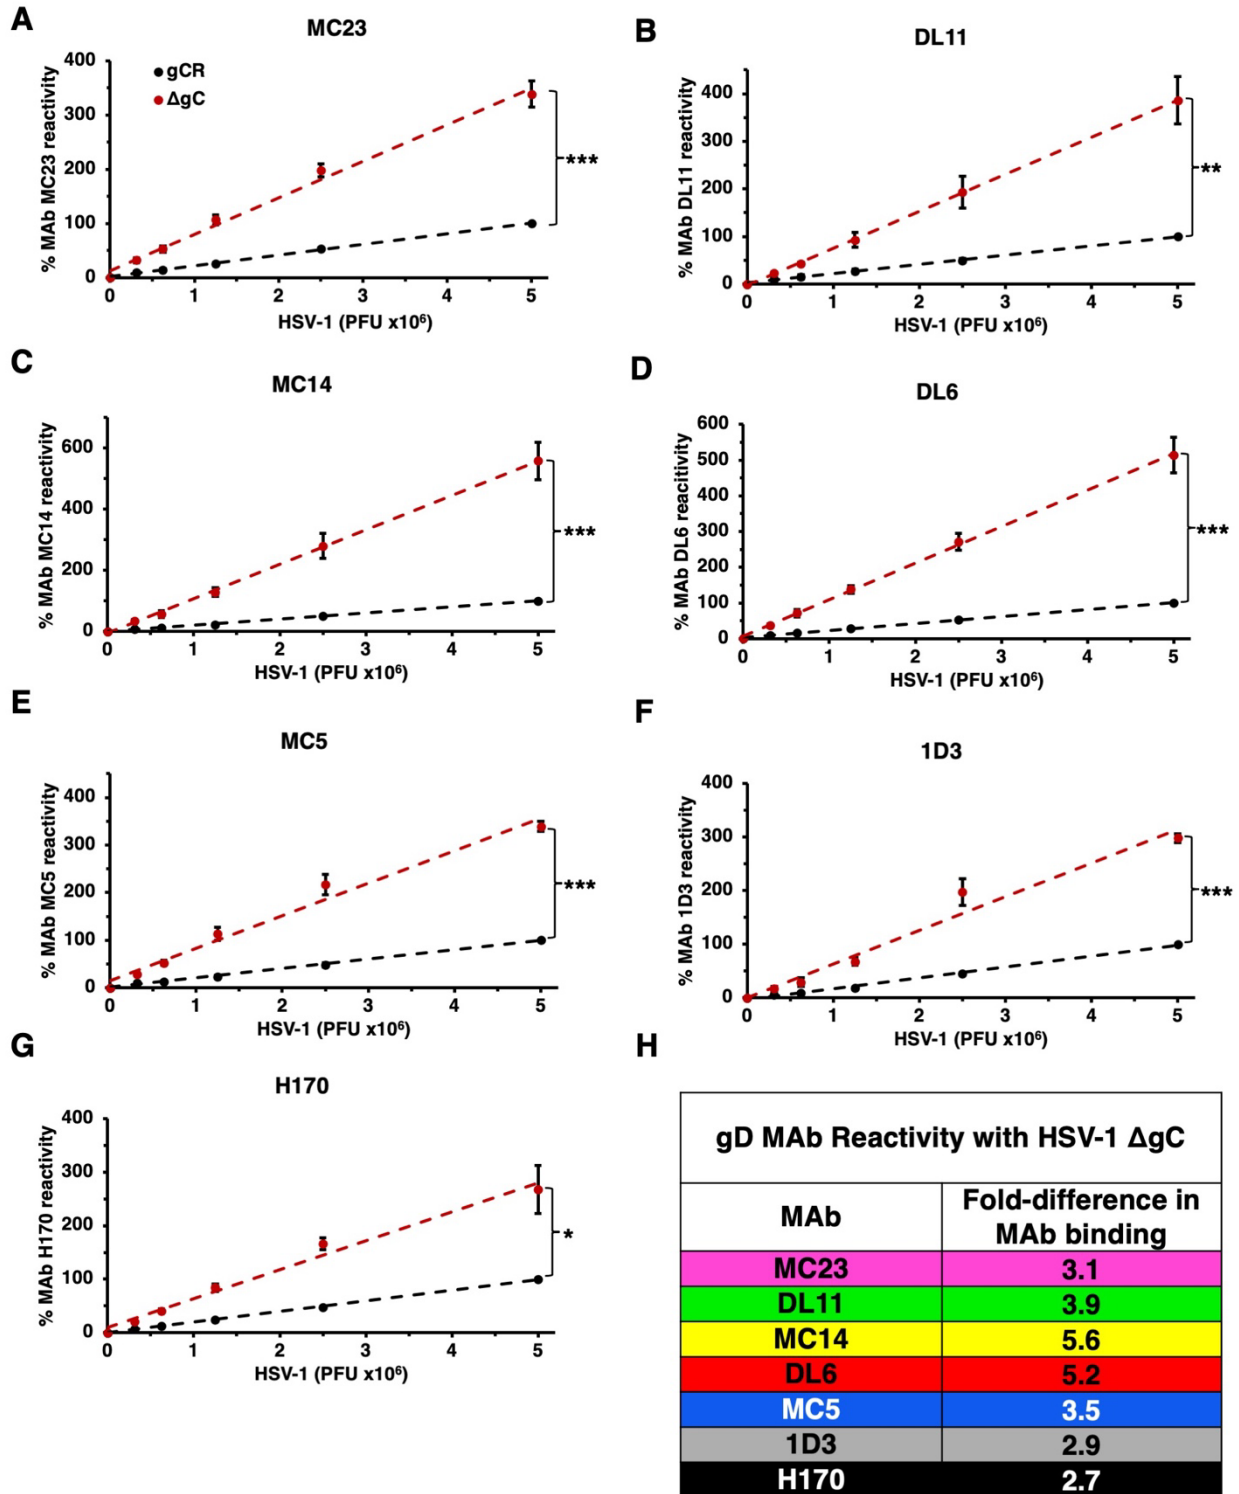 A
MC23
400
300
200
100
0
% MAb MC23 reactivity
gCR
ΔgC
***
0 1 2 3 4 5
HSV-1 (PFU x10⁶)
B
DL11
400
300
200
100
0
% MAb DL11 reactivity
**
0 1 2 3 4 5
HSV-1 (PFU x10⁶)
C
MC14
600
400
200
0
% MAb MC14 reactivity
***
0 1 2 3 4 5
HSV-1 (PFU x10⁶)
D
DL6
600
500
400
300
200
100
0
% MAb DL6 reacitivity
***
0 1 2 3 4 5
HSV-1 (PFU x10⁶)
E
MC5
400
300
200
100
0
% MAb MC5 reactivity
***
0 1 2 3 4 5
HSV-1 (PFU x10⁶)
F
1D3
400
300
200
100
0
% MAb 1D3 reactivity
***
0 1 2 3 4 5
HSV-1 (PFU x10⁶)
G
H170
400
300
200
100
0
% MAb H170 reactivity
*
0 1 2 3 4 5
HSV-1 (PFU x10⁶)
H
gD MAb Reactivity with HSV-1 ΔgC
MAb
Fold-difference in
MAb binding
MC23 3.1
DL11 3.9
MC14 5.6
DL6 5.2
MC5 3.5
1D3 2.9
H170 2.7